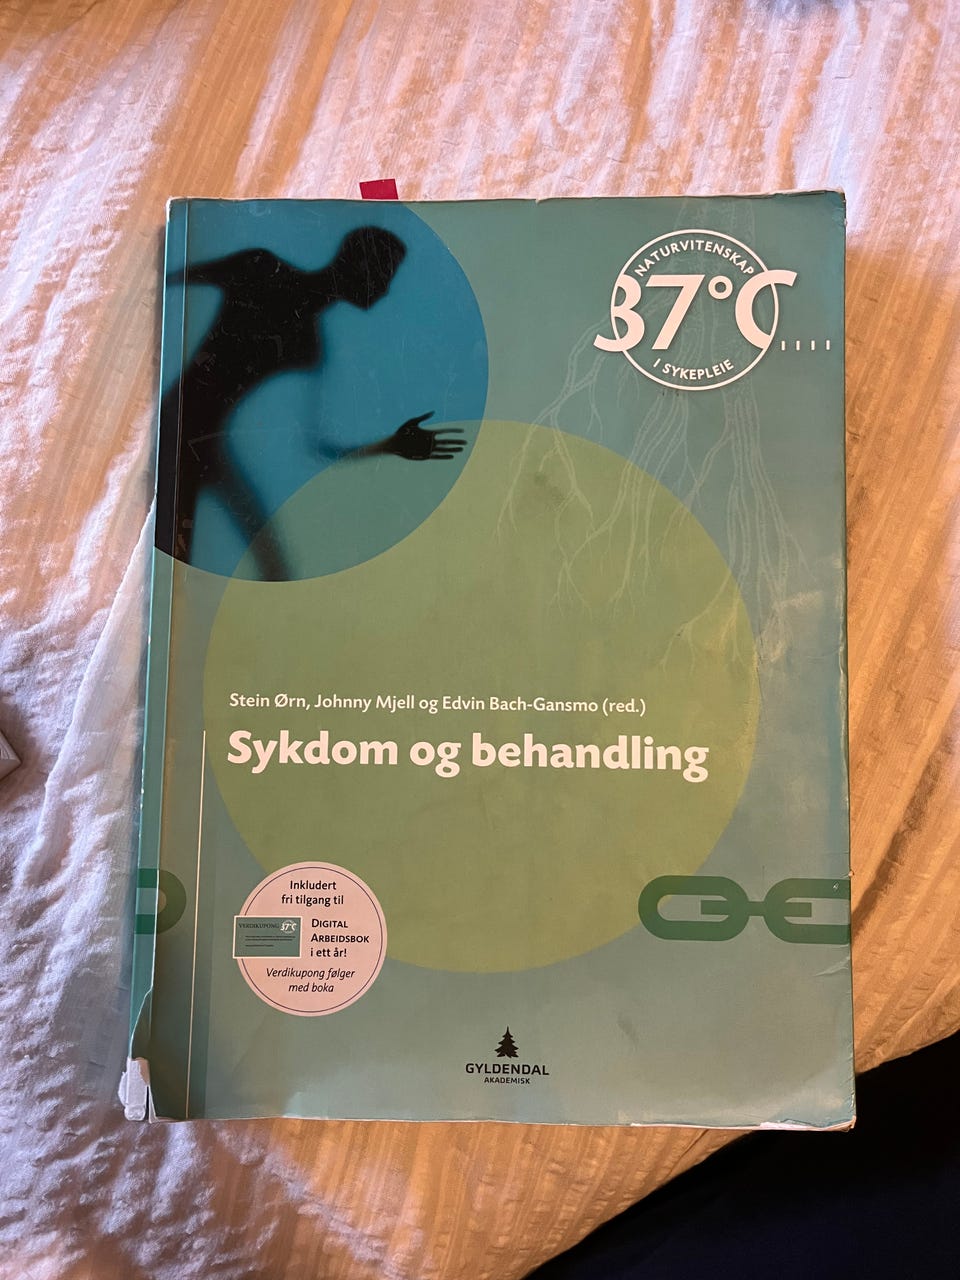 NATURVITENSKAP
37°C
I SYKEPLEIE
Stein Ørn, Johnny Mjell og Edvin Bach-Gansmo (red.)
Sykdom og behandling
Inkludert
fri tilgang til
VERDIKUPONG 37°C
DIGITAL
ARBEIDSBOK
i ett år!
Verdikupong følger
med boka
GYLDENDAL
AKADEMISK